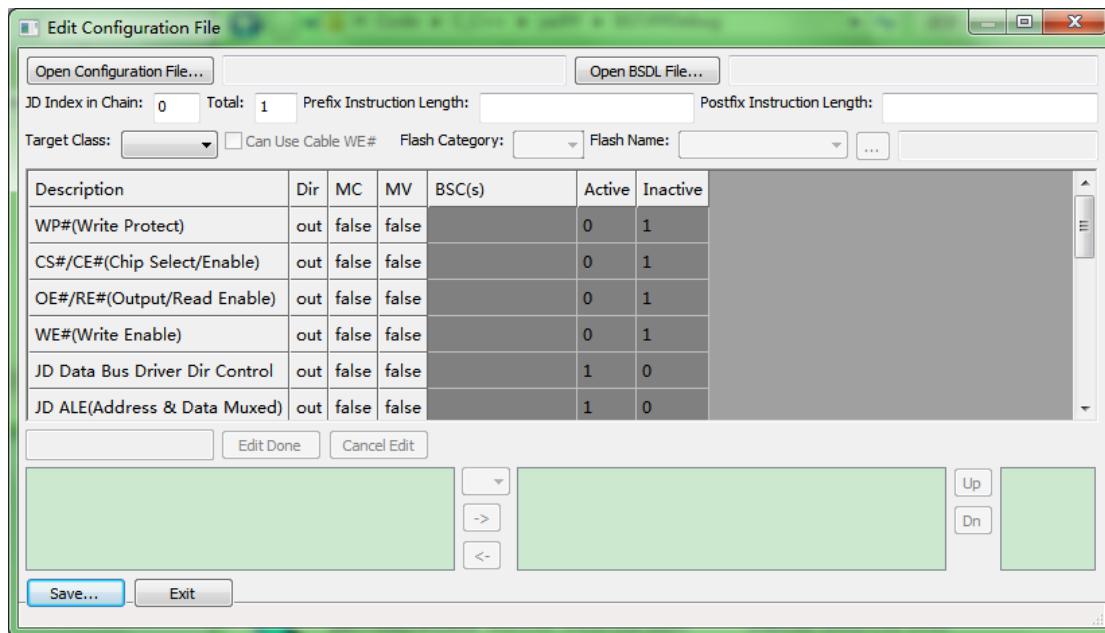 Edit Configuration File
Open Configuration File... Open BSDL File...
JD Index in Chain: 0 Total: 1 Prefix Instruction Length: Postfix Instruction Length:
Target Class: Can Use Cable WE# Flash Category: Flash Name: ...
Description Dir MC MV BSC(s) Active Inactive
WP#(Write Protect) out false false 0 1
CS#/CE#(Chip Select/Enable) out false false 0 1
OE#/RE#(Output/Read Enable) out false false 0 1
WE#(Write Enable) out false false 0 1
JD Data Bus Driver Dir Control out false false 1 0
JD ALE(Address & Data Muxed) out false false 1 0
Edit Done Cancel Edit
Up
-> Dn
<-
Save... Exit